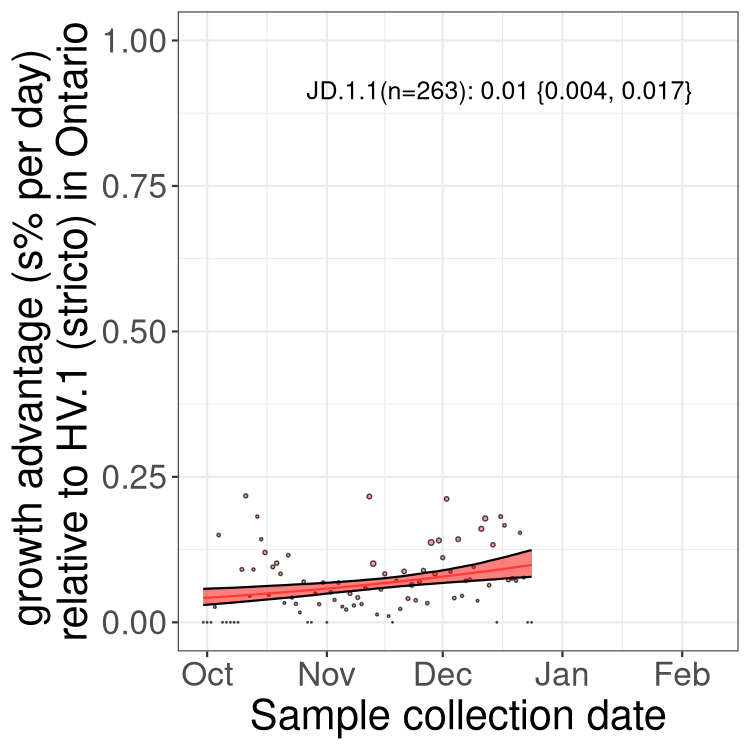 growth advantage (s% per day)
relative to HV.1 (stricto) in Ontario
1.00
0.75
0.50
0.25
0.00
JD.1.1(n=263): 0.01 {0.004, 0.017}
Oct Nov Dec Jan Feb
Sample collection date